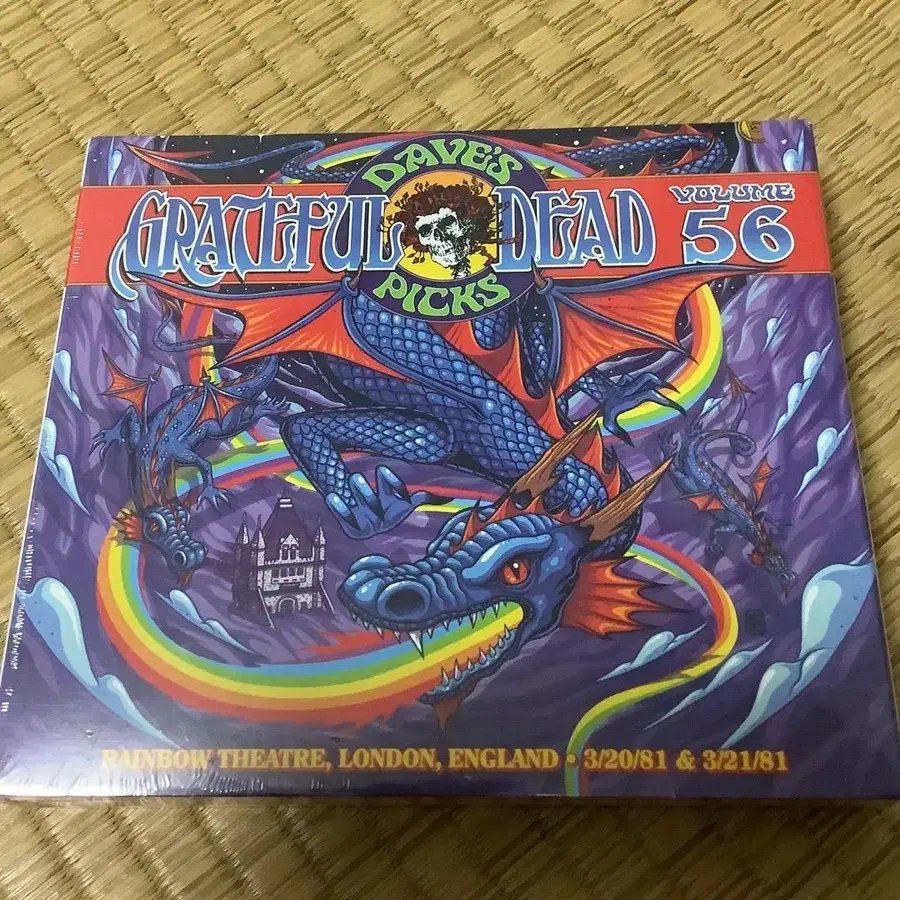 DAVE'S
GRATEFUL DEAD
PICKS
VOLUME
56
RAINBOW THEATRE, LONDON, ENGLAND • 3/20/81 & 3/21/81